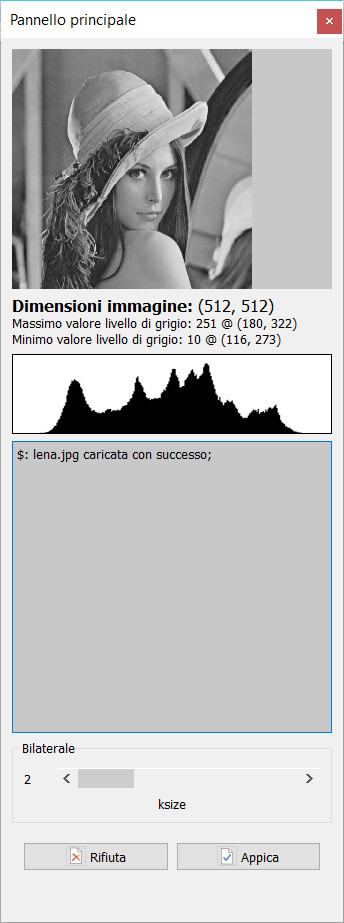 Pannello principale
Dimensioni immagine: (512, 512)
Massimo valore livello di grigio: 251 @ (180, 322)
Minimo valore livello di grigio: 10 @ (116, 273)
$: lena.jpg caricata con successo;
Bilaterale
2
ksize
Rifiuta Appica